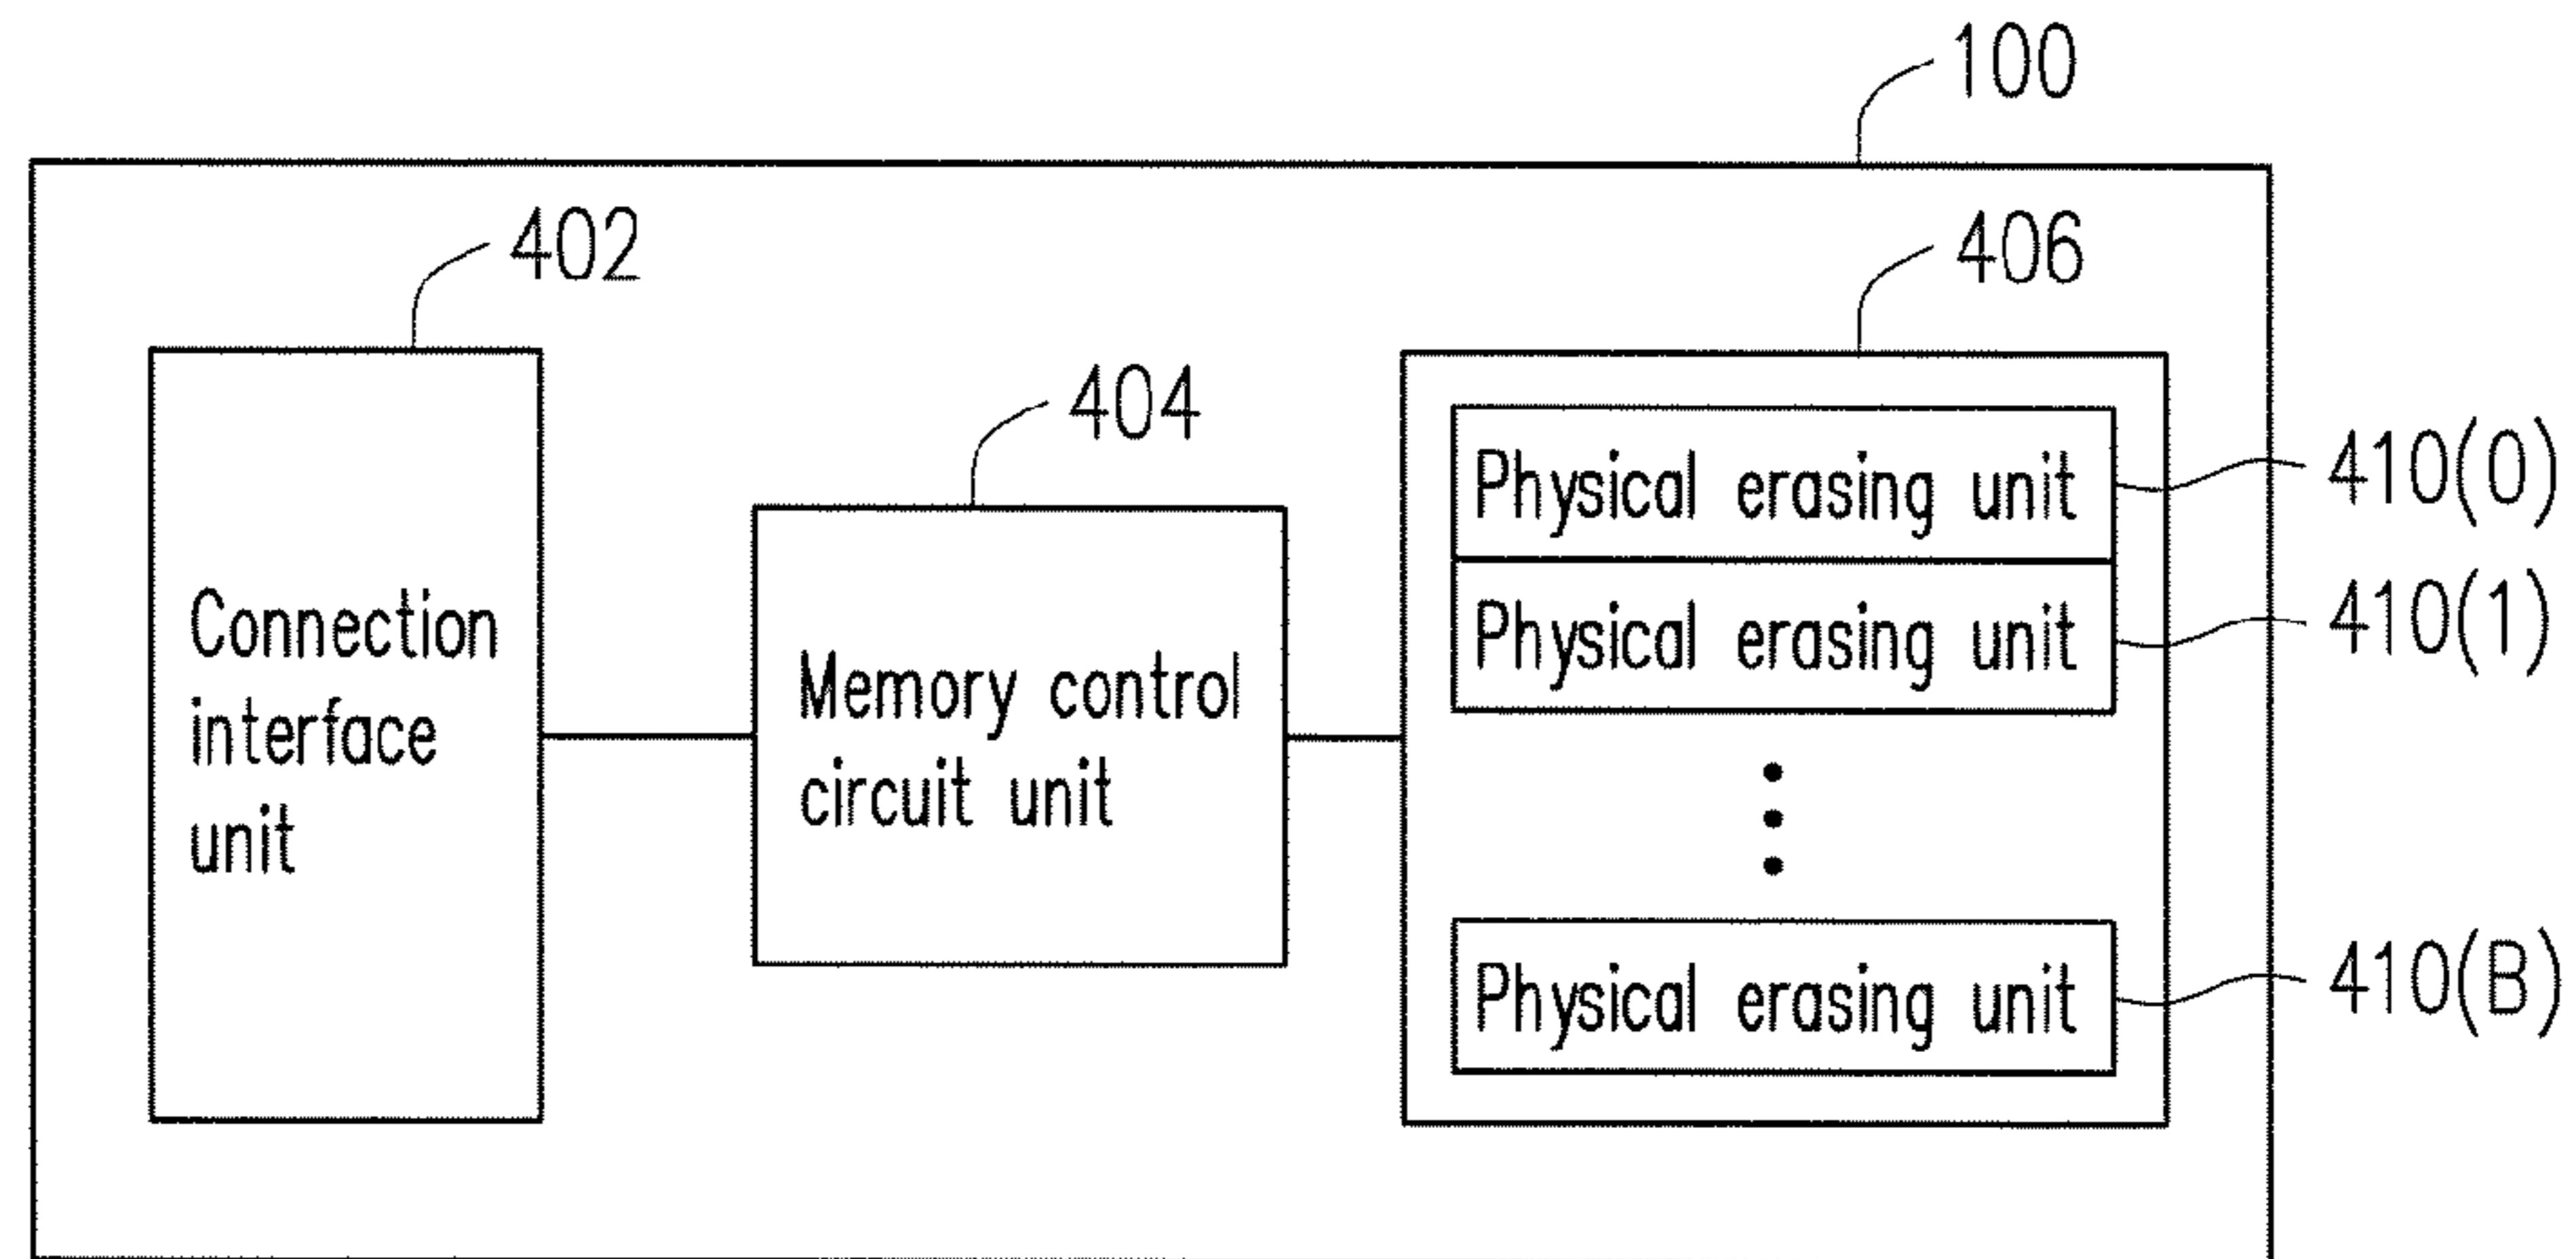 100
402
406
404
410(0)
Physical erasing unit
410(1)
Physical erasing unit
Connection
interface
unit
Memory control
circuit unit
410(B)
Physical erasing unit